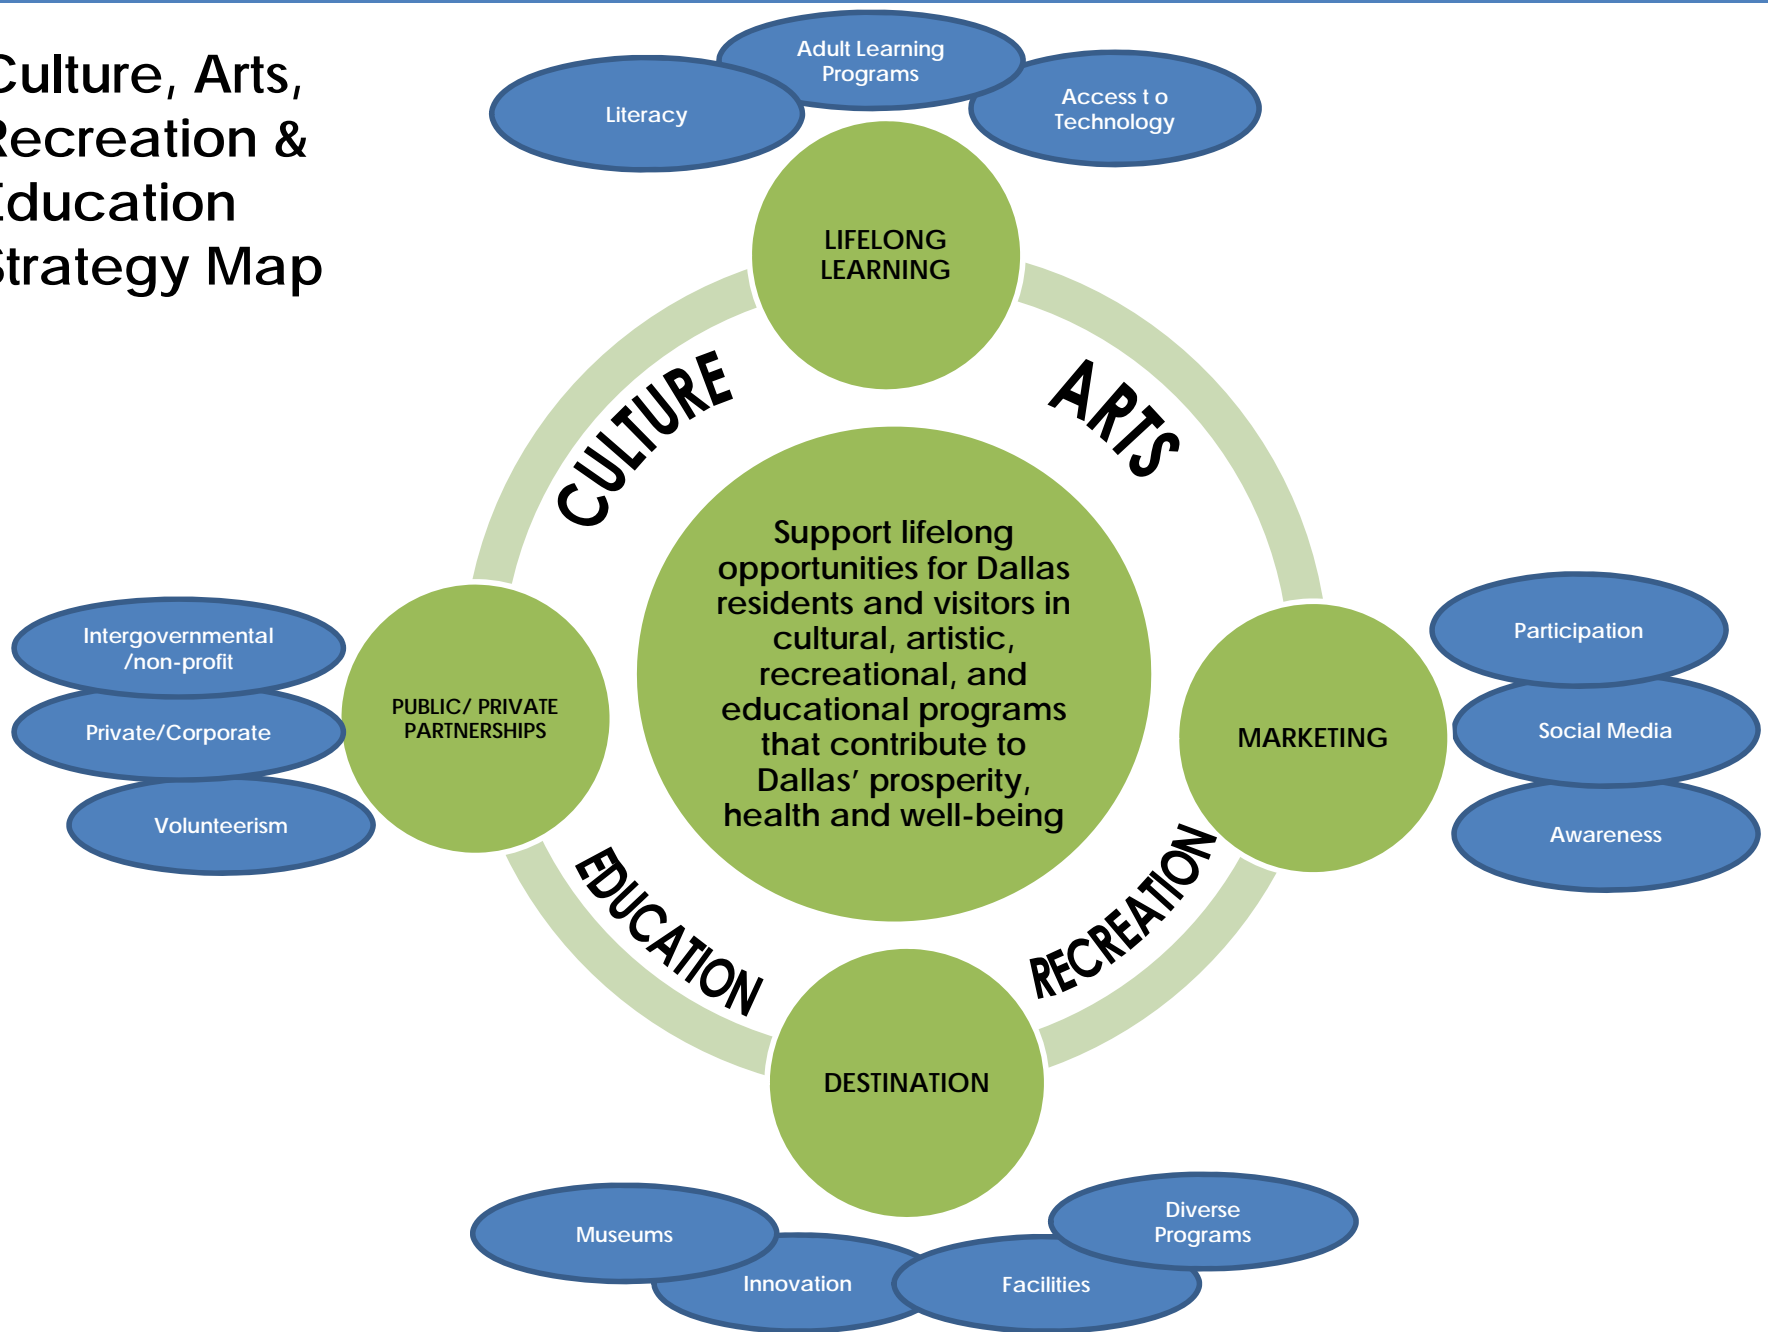 Culture, Arts,
Recreation &
Education
Strategy Map
Adult Learning
Programs
Literacy
Access t o
Technology
LIFELONG
LEARNING
CULTURE
ARTS
Support lifelong
opportunities for Dallas
residents and visitors in
cultural, artistic,
recreational, and
educational programs
that contribute to
Dallas’ prosperity,
health and well-being
Intergovernmental
/non-profit
Private/Corporate
Volunteerism
PUBLIC/ PRIVATE
PARTNERSHIPS
MARKETING
Participation
Social Media
Awareness
EDUCATION
RECREATION
DESTINATION
Museums
Innovation
Facilities
Diverse
Programs